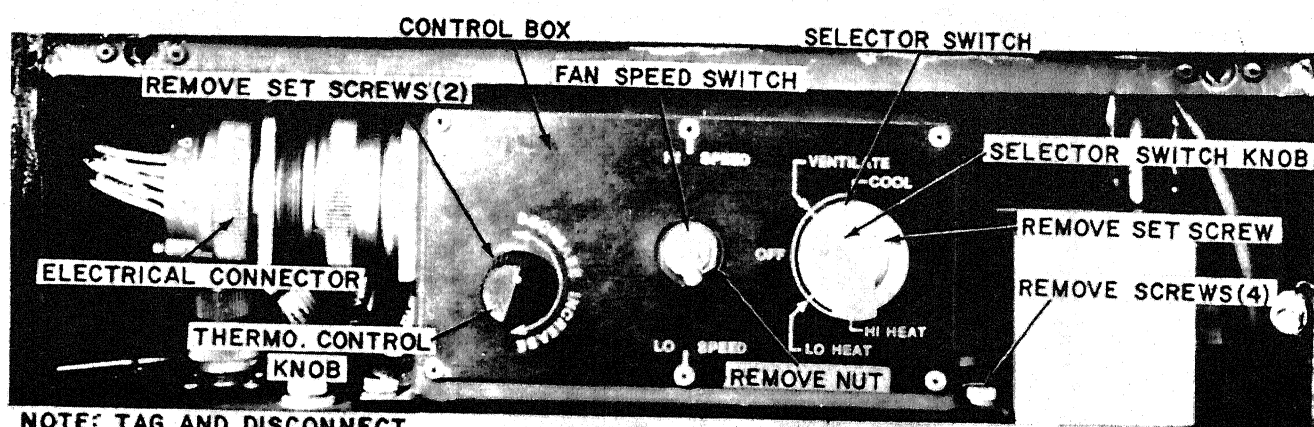 CONTROL BOX
SELECTOR SWITCH
REMOVE SET SCREWS(2)
FAN SPEED SWITCH
HI SPEED
VENTILATE
COOL
SELECTOR SWITCH KNOB
REMOVE SET SCREW
OFF
ELECTRICAL CONNECTOR
INCREASE
REMOVE SCREWS(4)
THERMO. CONTROL
KNOB
HI HEAT
LO SPEED
LO HEAT
REMOVE NUT
NOTE: TAG AND DISCONNECT